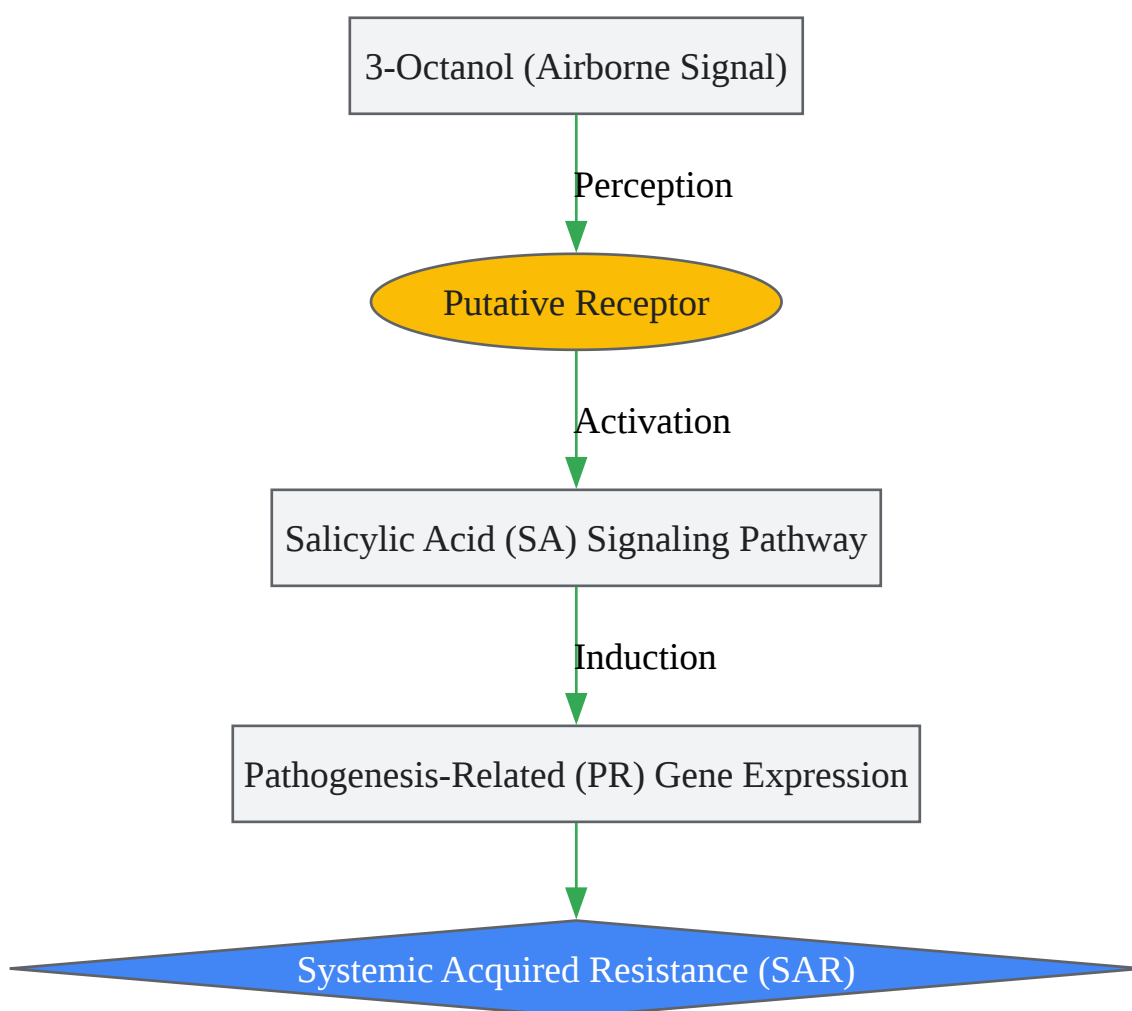 3-Octanol (Airborne Signal)
Perception
Putative Receptor
Activation
Salicylic Acid (SA) Signaling Pathway
Induction
Pathogenesis-Related (PR) Gene Expression
Systemic Acquired Resistance (SAR)